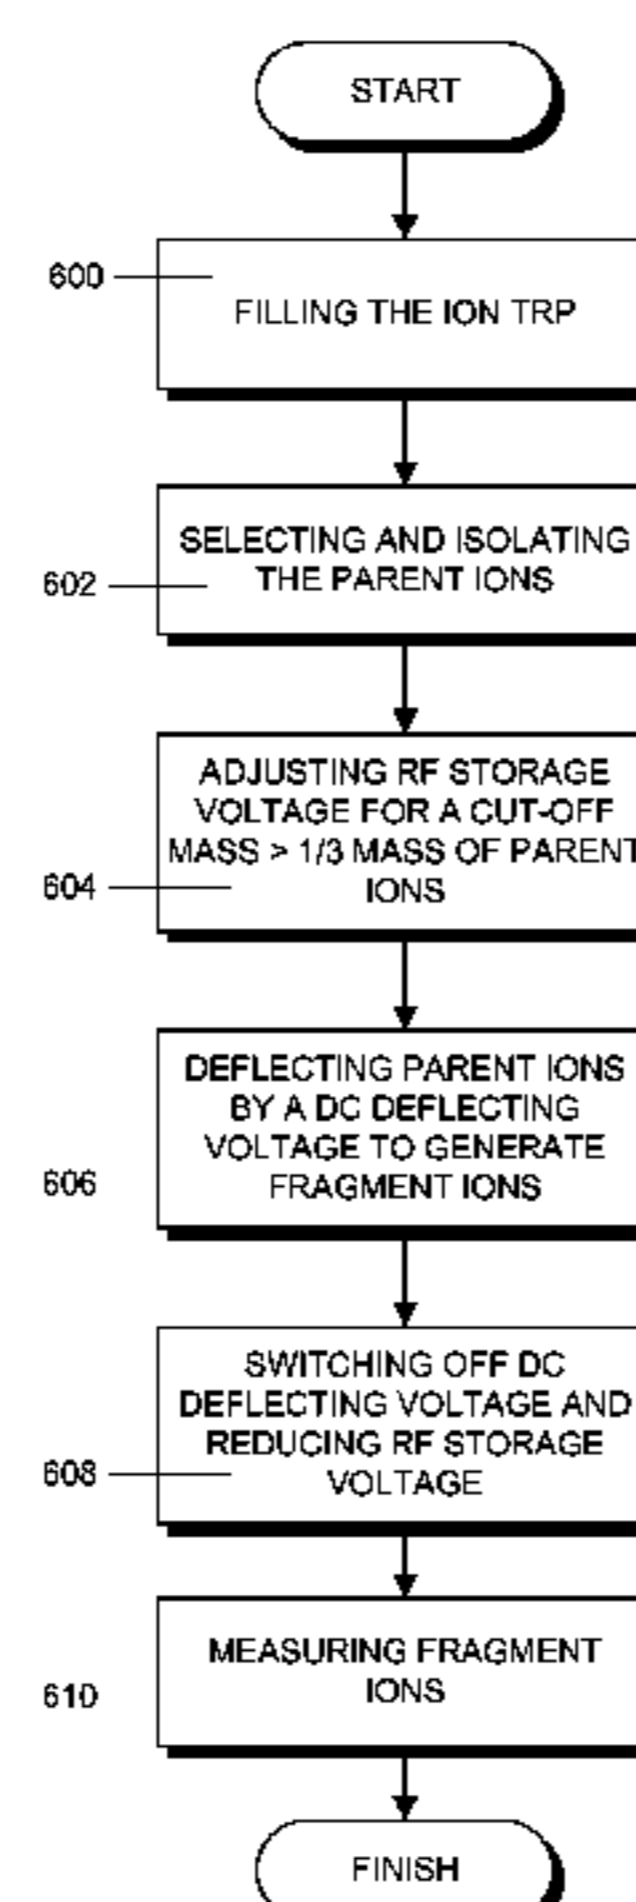 START
600
FILLING THE ION TRP
SELECTING AND ISOLATING
602
THE PARENT IONS
ADJUSTING RF STORAGE
VOLTAGE FOR A CUT-OFF
MASS > 1/3 MASS OF PARENT
604
IONS
DEFLECTING PARENT IONS
BY A DC DEFLECTING
VOLTAGE TO GENERATE
606
FRAGMENT IONS
SWITCHING OFF DC
DEFLECTING VOLTAGE AND
REDUCING RF STORAGE
608
VOLTAGE
MEASURING FRAGMENT
610
IONS
FINISH